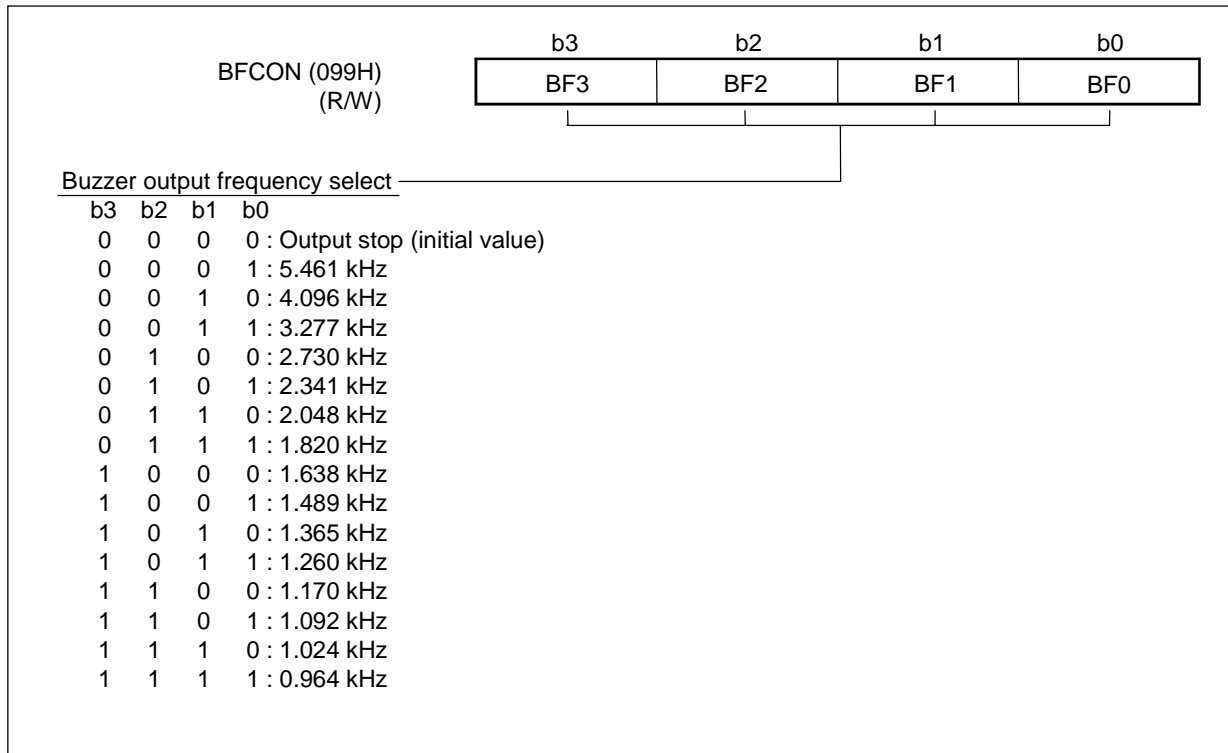 b3 b2 b1 b0
BFCON (099H) BF3 BF2 BF1 BF0
(R/W)
Buzzer output frequency select
b3 b2 b1 b0
0 0 0 0 : Output stop (initial value)
0 0 0 1 : 5.461 kHz
0 0 1 0 : 4.096 kHz
0 0 1 1 : 3.277 kHz
0 1 0 0 : 2.730 kHz
0 1 0 1 : 2.341 kHz
0 1 1 0 : 2.048 kHz
0 1 1 1 : 1.820 kHz
1 0 0 0 : 1.638 kHz
1 0 0 1 : 1.489 kHz
1 0 1 0 : 1.365 kHz
1 0 1 1 : 1.260 kHz
1 1 0 0 : 1.170 kHz
1 1 0 1 : 1.092 kHz
1 1 1 0 : 1.024 kHz
1 1 1 1 : 0.964 kHz